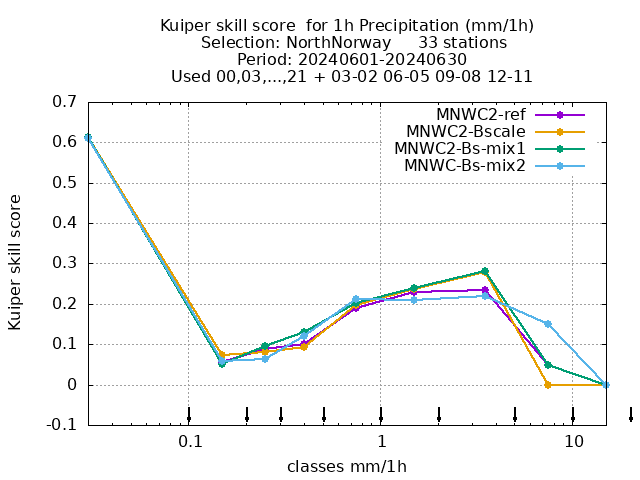 Kuiper skill score  for 1h Precipitation (mm/1h)
Selection: NorthNorway     33 stations
Period: 20240601-20240630
Used 00,03,...,21 + 03-02 06-05 09-08 12-11
MNWC2-ref
MNWC2-Bscale
MNWC2-Bs-mix1
MNWC-Bs-mix2
Kuiper skill score
0.7
0.6
0.5
0.4
0.3
0.2
0.1
0
-0.1
0.1
1
10
classes mm/1h